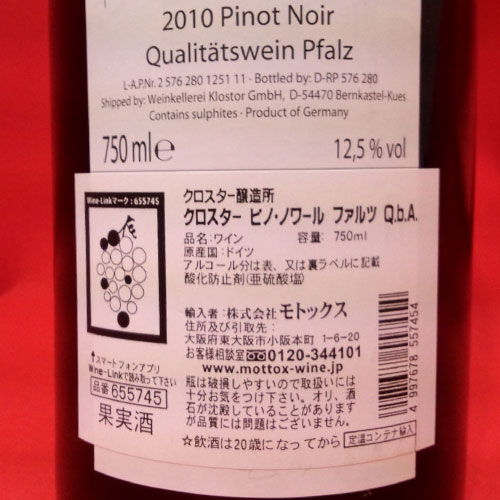 2010 Pinot Noir
Qualitätswein Pfalz
L-A.P.Nr. 2 576 280 1251 11 · Bottled by: D-RP 576 280
Shipped by: Weinkellerei Klostor GmbH, D-54470 Bernkastel-Kues
Contains sulphites · Product of Germany
750 ml e 12,5 % vol
Wine-Linkマーク:655745
↑スマートフォンアプリ
Wine-Linkで読み取って下さい
品番 655745
果実酒
クロスター醸造所
クロスター ピノ・ノワール ファルツ Q.b.A.
品名:ワイン 容量: 750ml
原産国:ドイツ
アルコール分は表、又は裏ラベルに記載
酸化防止剤(亜硫酸塩)
輸入者:株式会社 モトックス
住所及び引取先:
大阪府東大阪市小阪本町 1-6-20
お客様相談室 0120-344101
www.mottox-wine.jp
瓶は破損しやすいので取扱いには
十分お気をつけ下さい。オリ、酒
石が沈殿していることがあります
が品質には問題はございません。
☆飲酒は20歳になってから 定温コンテナ輸入
4 997678 557454